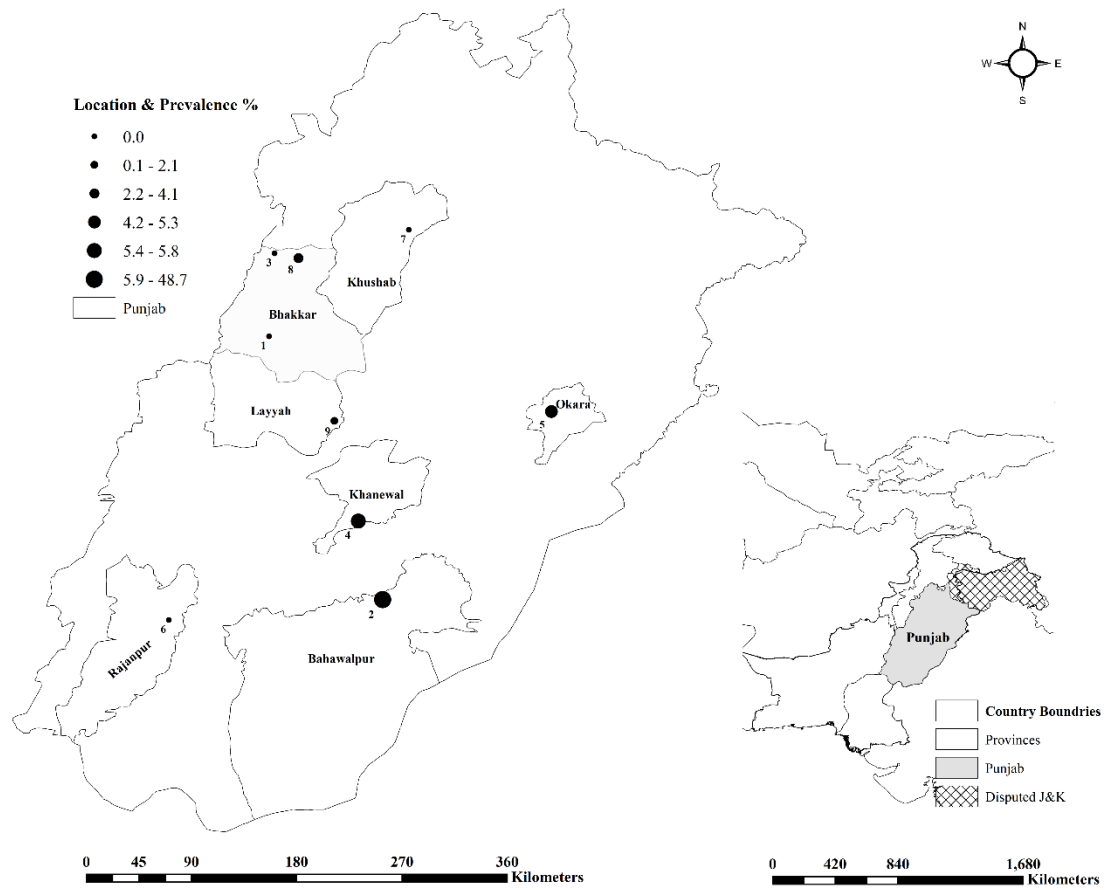 N
W E
S
Location & Prevalence %
0.0
0.1 - 2.1
2.2 - 4.1
4.2 - 5.3
5.4 - 5.8
5.9 - 48.7
Punjab
7
3
8
Khushab
Bhakkar
1
Layyah
9
Okara
5
Khanewal
4
2
6
Rajanpur
Bahawalpur
Punjab
Country Boundries
Provinces
Punjab
Disputed J&K
0 45 90 180 270 360
Kilometers
0 420 840 1,680
Kilometers